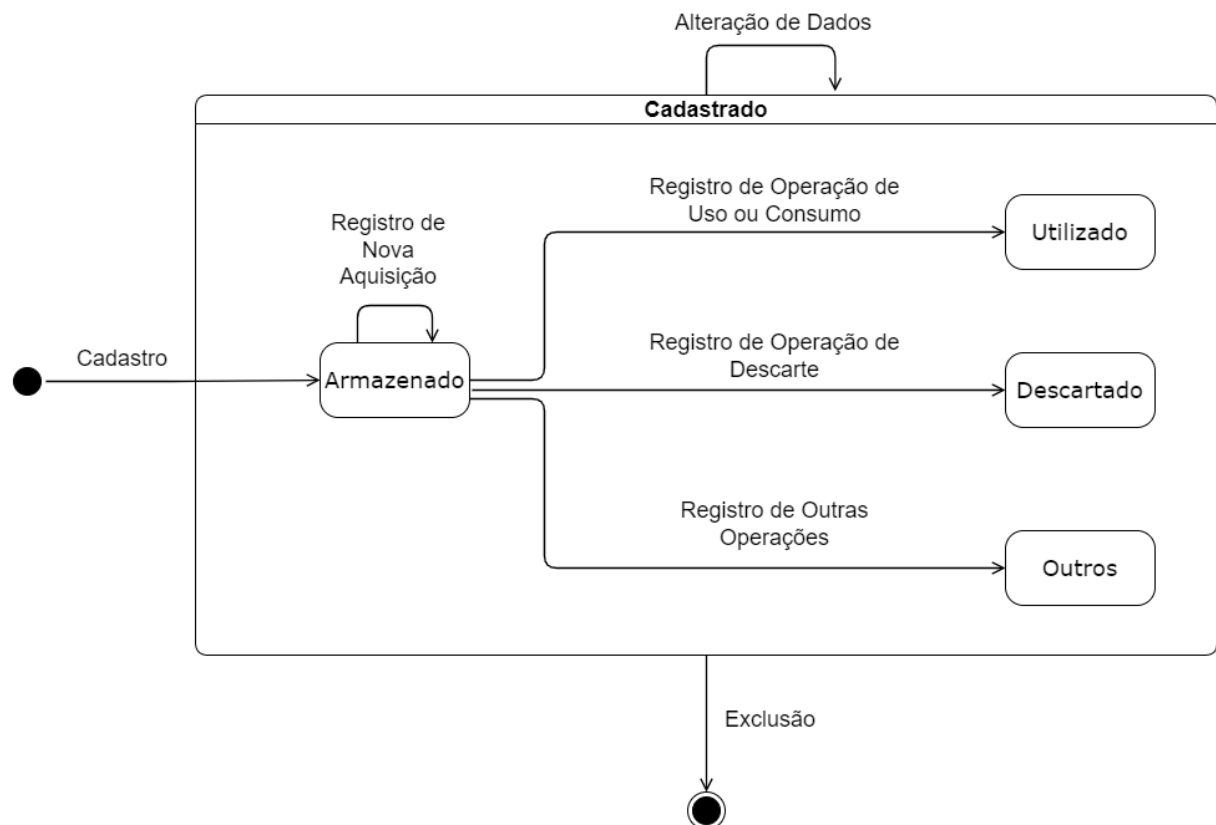 Alteração de Dados
Cadastrado
Registro de Operação de
Uso ou Consumo
Utilizado
Registro de
Nova
Aquisição
Cadastro
Armazenado
Registro de Operação de
Descarte
Descartado
Registro de Outras
Operações
Outros
Exclusão